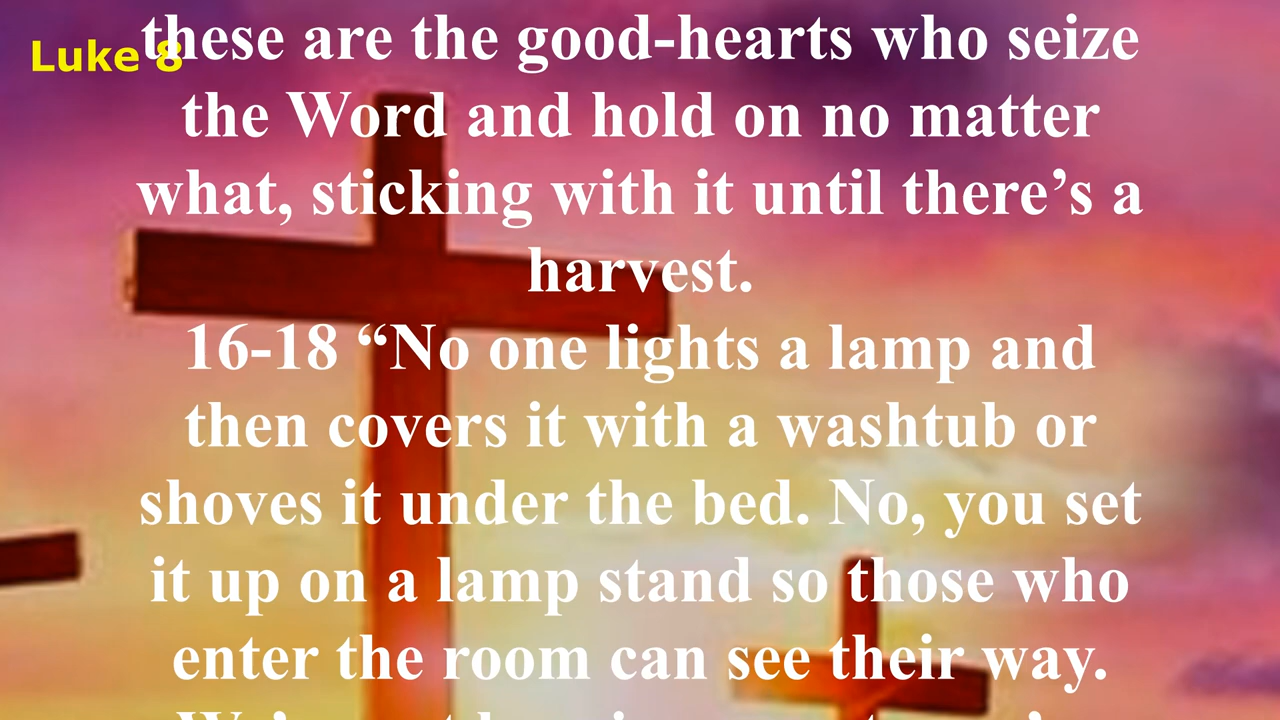 Luke 8
these are the good-hearts who seize
the Word and hold on no matter
what, sticking with it until there’s a
harvest.
16-18 “No one lights a lamp and
then covers it with a washtub or
shoves it under the bed. No, you set
it up on a lamp stand so those who
enter the room can see their way.